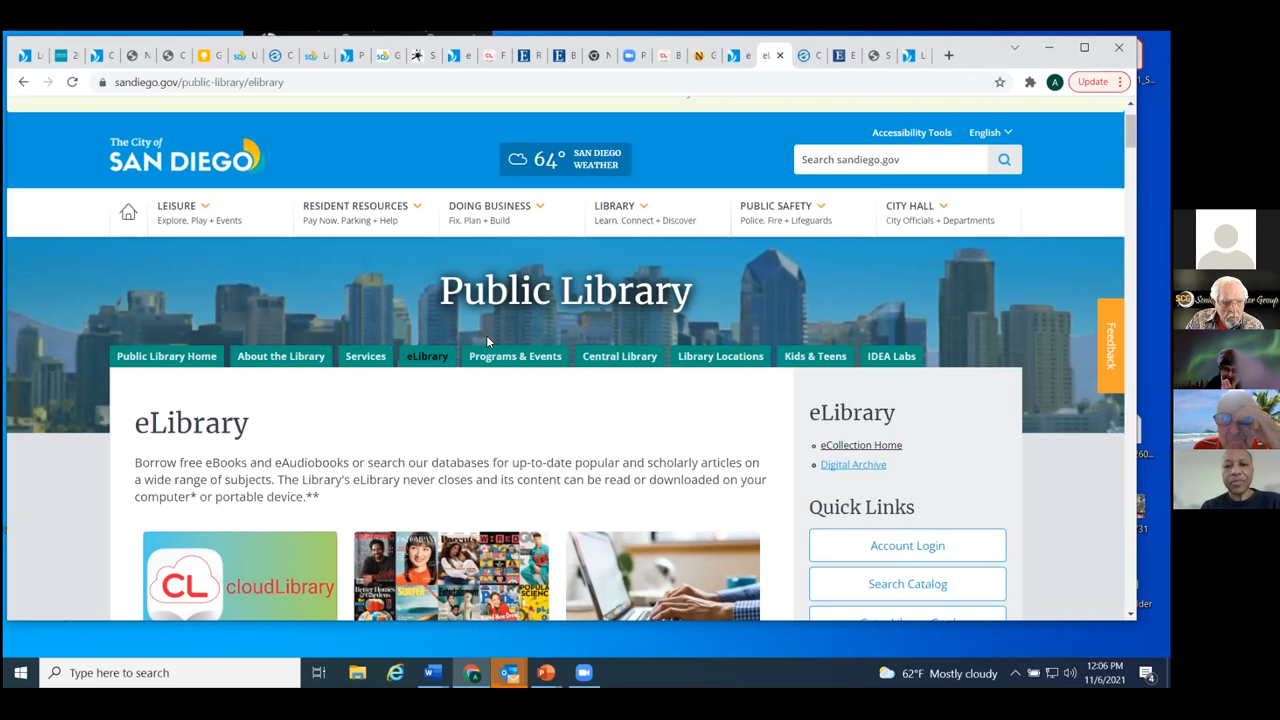 sandiego.gov/public-library/elibrary
Update
Accessibility Tools
English
The City of
SAN DIEGO
64°
SAN DIEGO
WEATHER
Search sandiego.gov
LEISURE
Explore, Play + Events
RESIDENT RESOURCES
Pay Now, Parking + Help
DOING BUSINESS
Fix, Plan + Build
LIBRARY
Learn, Connect + Discover
PUBLIC SAFETY
Police, Fire + Lifeguards
CITY HALL
City Officials + Departments
Public Library
Feedback
Public Library Home
About the Library
Services
eLibrary
Programs & Events
Central Library
Library Locations
Kids & Teens
IDEA Labs
eLibrary
Borrow free eBooks and eAudiobooks or search our databases for up-to-date popular and scholarly articles on
a wide range of subjects. The Library's eLibrary never closes and its content can be read or downloaded on your
computer* or portable device.**
CL cloudLibrary
WIRED
SURFER
eLibrary
eCollection Home
Digital Archive
Quick Links
Account Login
Search Catalog
Type here to search
62°F Mostly cloudy
12:06 PM
11/6/2021
4